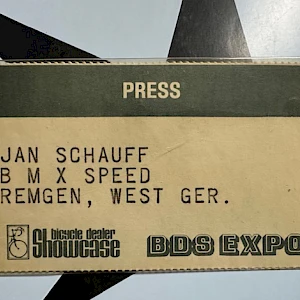 PRESS
JAN SCHAUFF
B M X SPEED
REMGEN, WEST GER.
bicycle dealer
Showcase
BDS EXPO